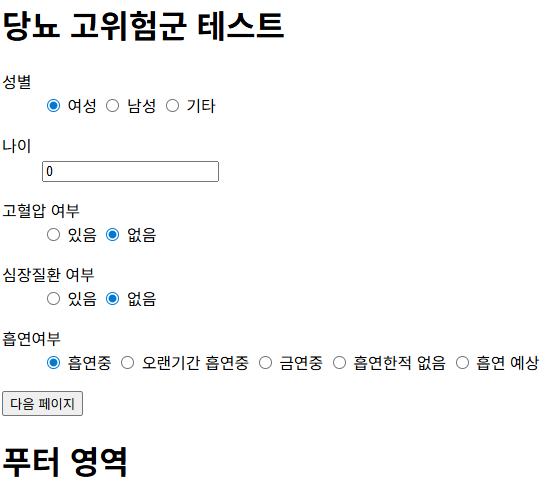 당뇨 고위험군 테스트
성별
여성 남성 기타
나이
0
고혈압 여부
있음 없음
심장질환 여부
있음 없음
흡연여부
흡연중 오랜기간 흡연중 금연중 흡연한적 없음 흡연 예상
다음 페이지
푸터 영역